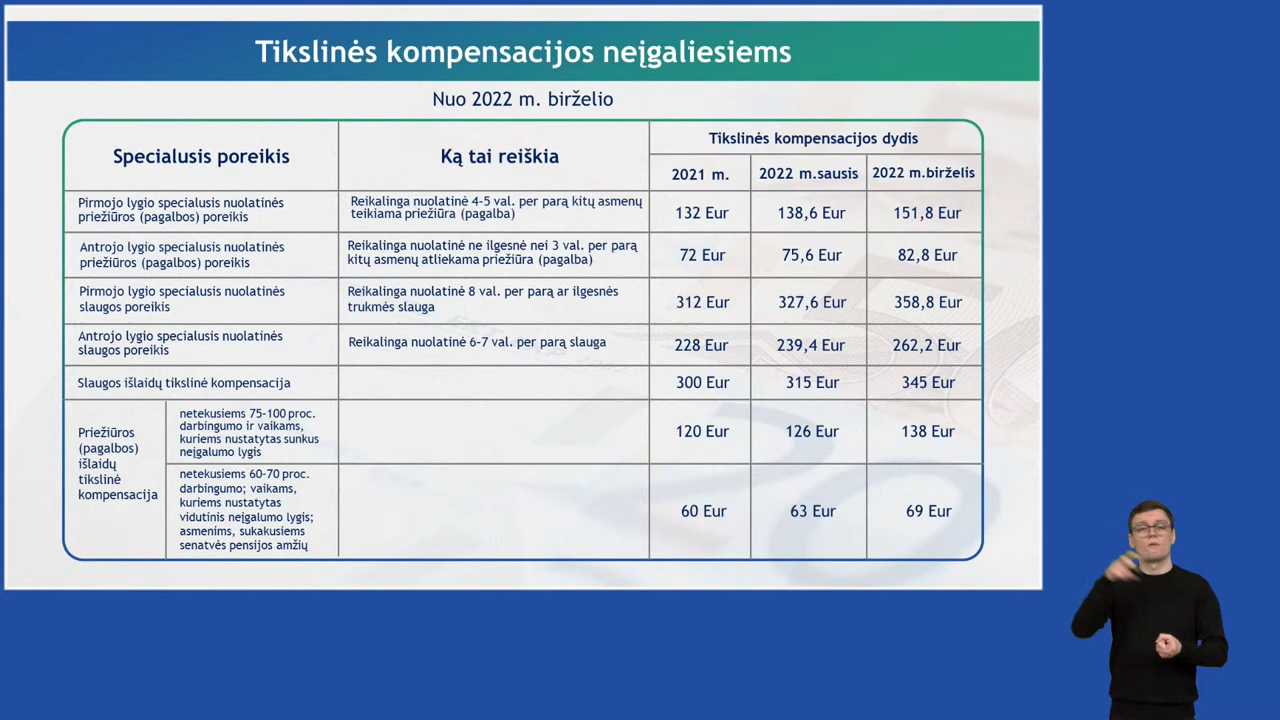 Tikslinės kompensacijos neįgaliesiems
Nuo 2022 m. birželio
Specialusis poreikis
Ką tai reiškia
Tikslinės kompensacijos dydis
2021 m.
2022 m.sausis
2022 m.birželis
Pirmojo lygio specialusis nuolatinės
priežiūros (pagalbos) poreikis
Reikalinga nuolatinė 4-5 val. per parą kitų asmenų
teikiama priežiūra (pagalba)
132 Eur
138,6 Eur
151,8 Eur
Antrojo lygio specialusis nuolatinės
priežiūros (pagalbos) poreikis
Reikalinga nuolatinė ne ilgesnė nei 3 val. per parą
kitų asmenų atliekama priežiūra (pagalba)
72 Eur
75,6 Eur
82,8 Eur
Pirmojo lygio specialusis nuolatinės
slaugos poreikis
Reikalinga nuolatinė 8 val. per parą ar ilgesnės
trukmės slauga
312 Eur
327,6 Eur
358,8 Eur
Antrojo lygio specialusis nuolatinės
slaugos poreikis
Reikalinga nuolatinė 6-7 val. per parą slauga
228 Eur
239,4 Eur
262,2 Eur
Slaugos išlaidų tikslinė kompensacija
300 Eur
315 Eur
345 Eur
Priežiūros
(pagalbos)
išlaidų
tikslinė
kompensacija
netekusiems 75-100 proc.
darbingumo ir vaikams,
kuriems nustatytas sunkus
neįgalumo lygis
120 Eur
126 Eur
138 Eur
netekusiems 60-70 proc.
darbingumo; vaikams,
kuriems nustatytas
vidutinis neįgalumo lygis;
asmenims, sukakusiems
senatvės pensijos amžių
60 Eur
63 Eur
69 Eur